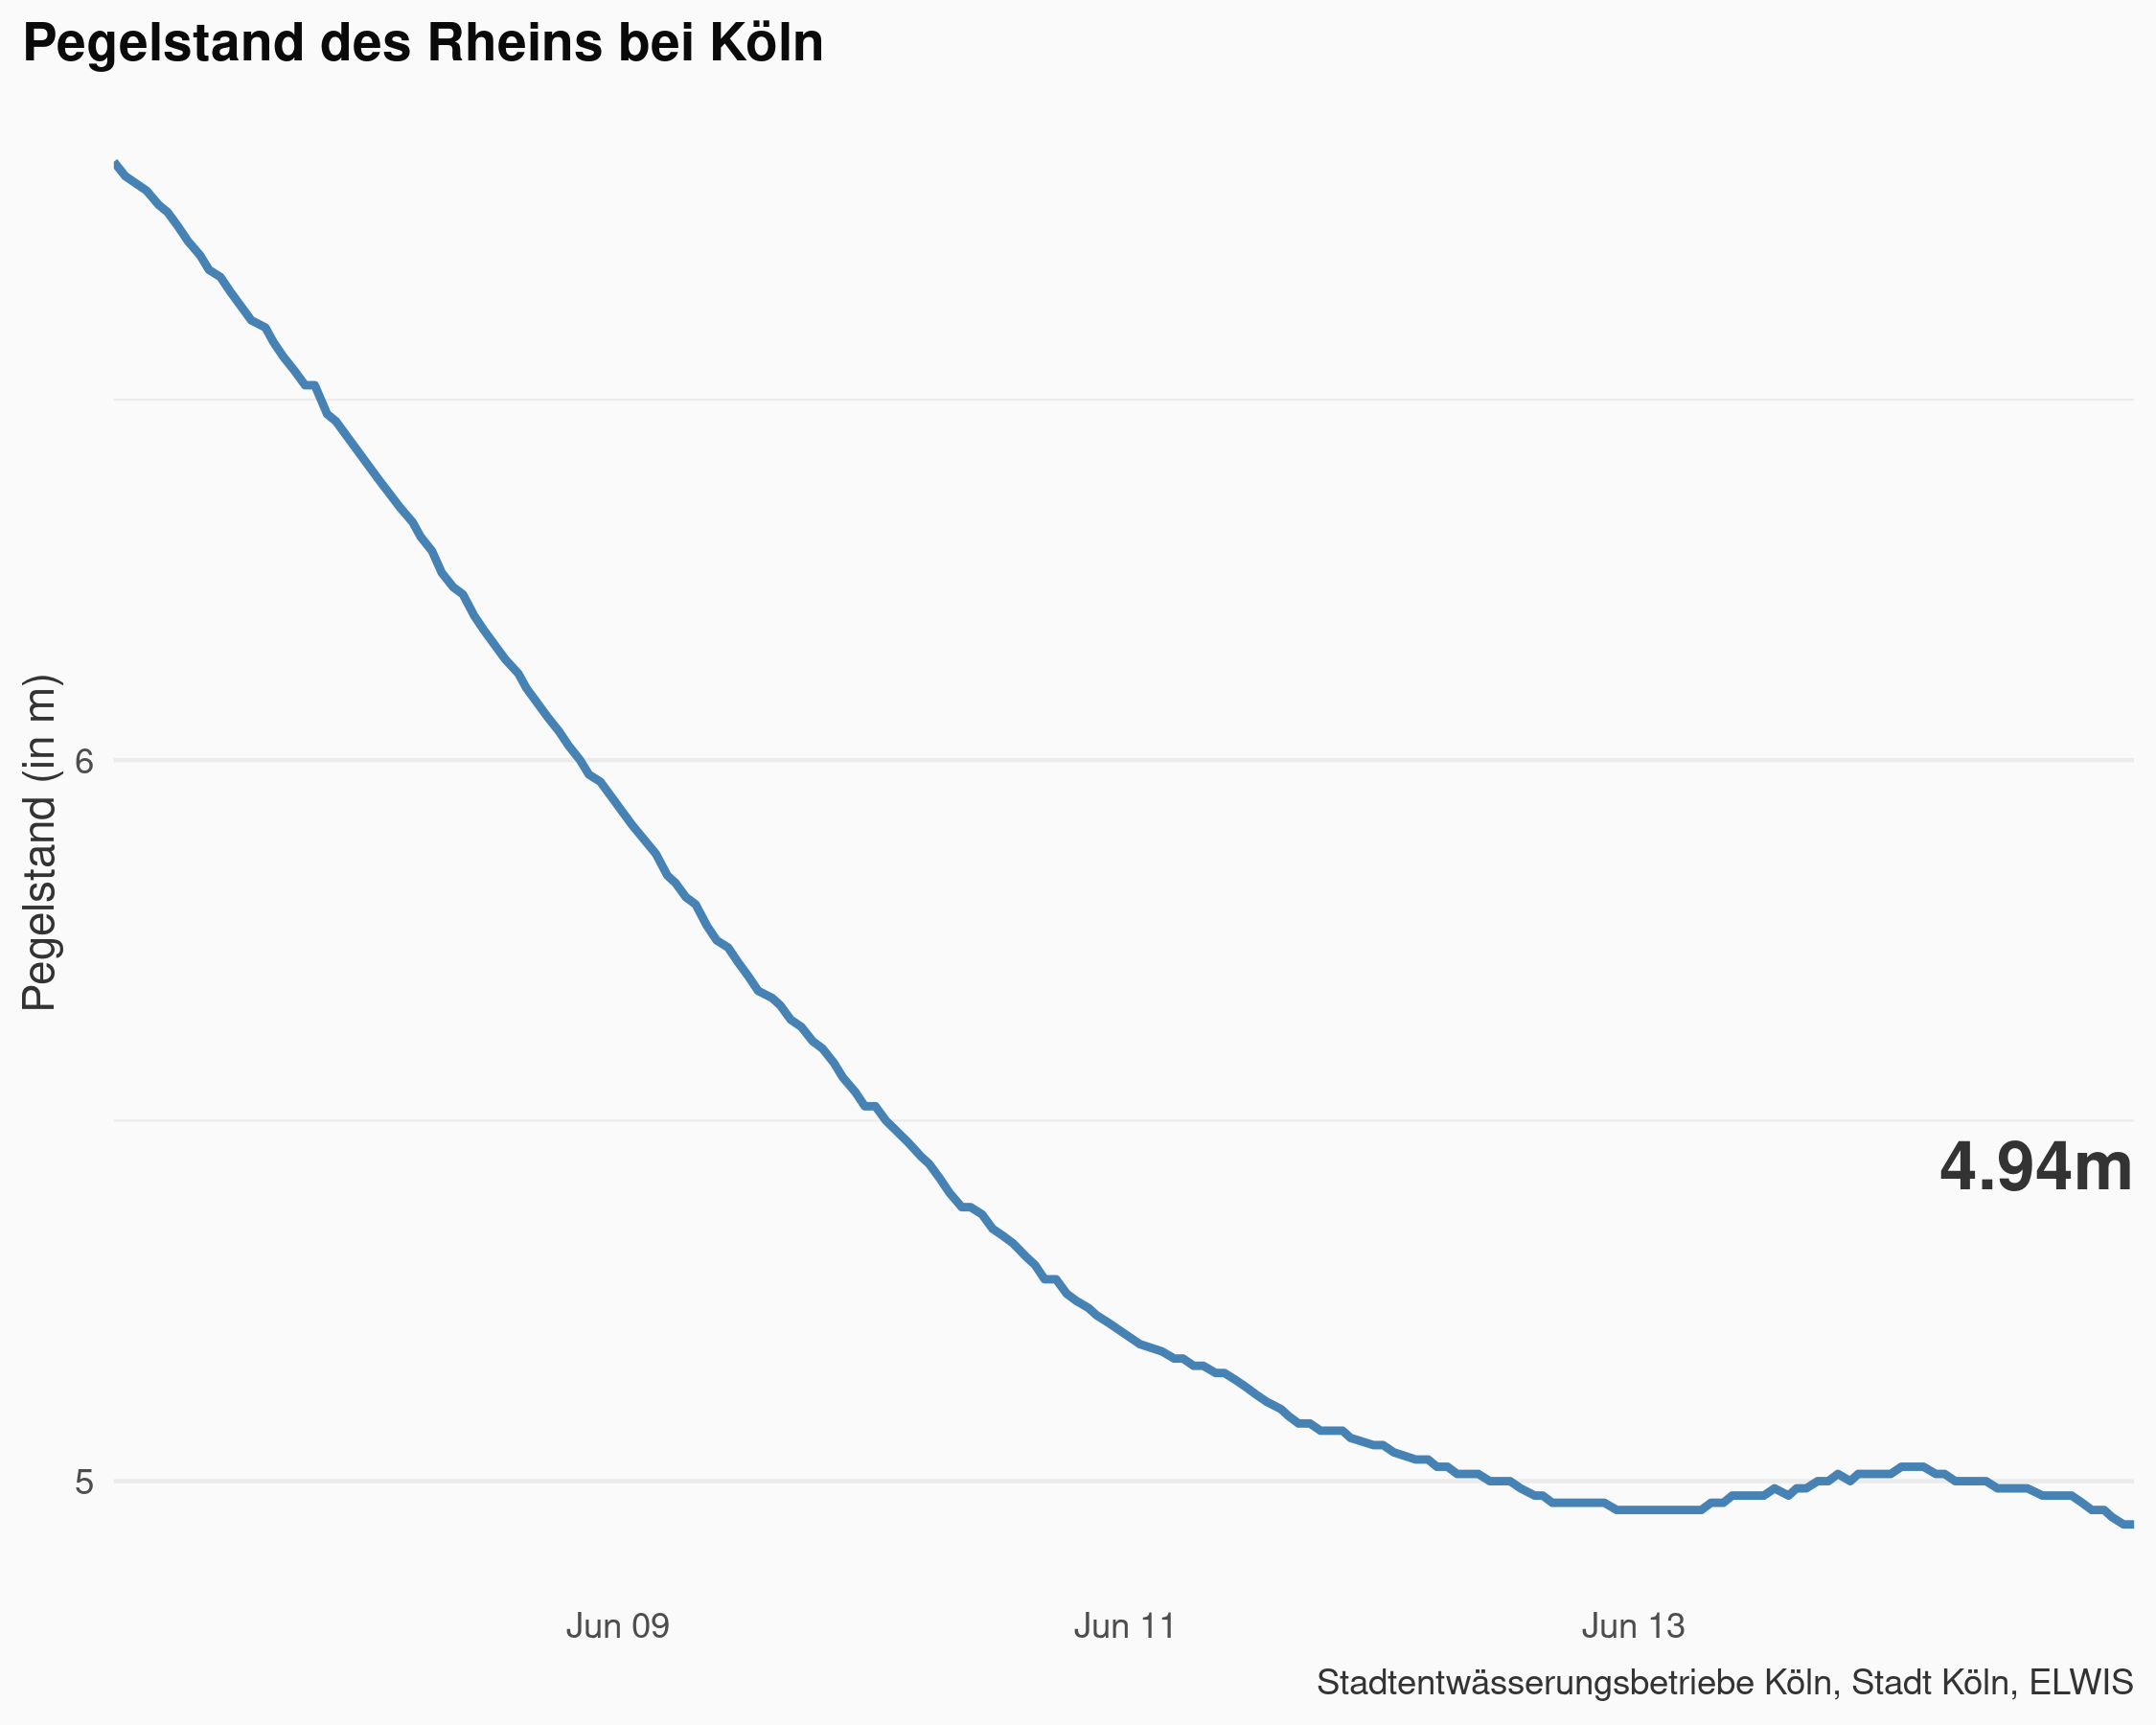 Pegelstand des Rheins bei Köln
Pegelstand (in m)
6
5
4.94m
Jun 09
Jun 11
Jun 13
Stadtentwässerungsbetriebe Köln, Stadt Köln, ELWIS